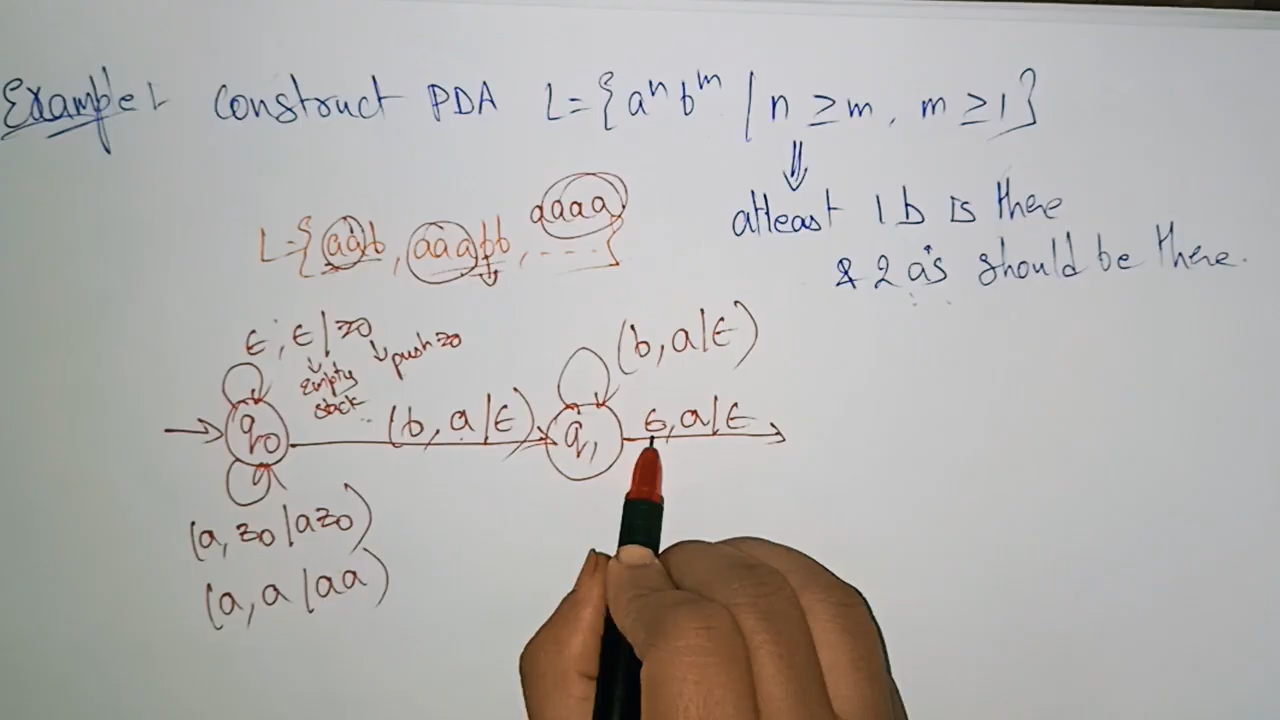 Example:- Construct PDA L={aⁿbᵐ / n ≥ m, m ≥ 1}
atleast 1 b is there
& 2 a's should be there.
aaaa
L={aab, aaabb, ----}
ϵ, ϵ/z0
push z0
Empty
stack
(b, a/ϵ)
q0
(b, a/ϵ)
q1
ϵ, a/ϵ
(a, z0/az0)
(a, a/aa)